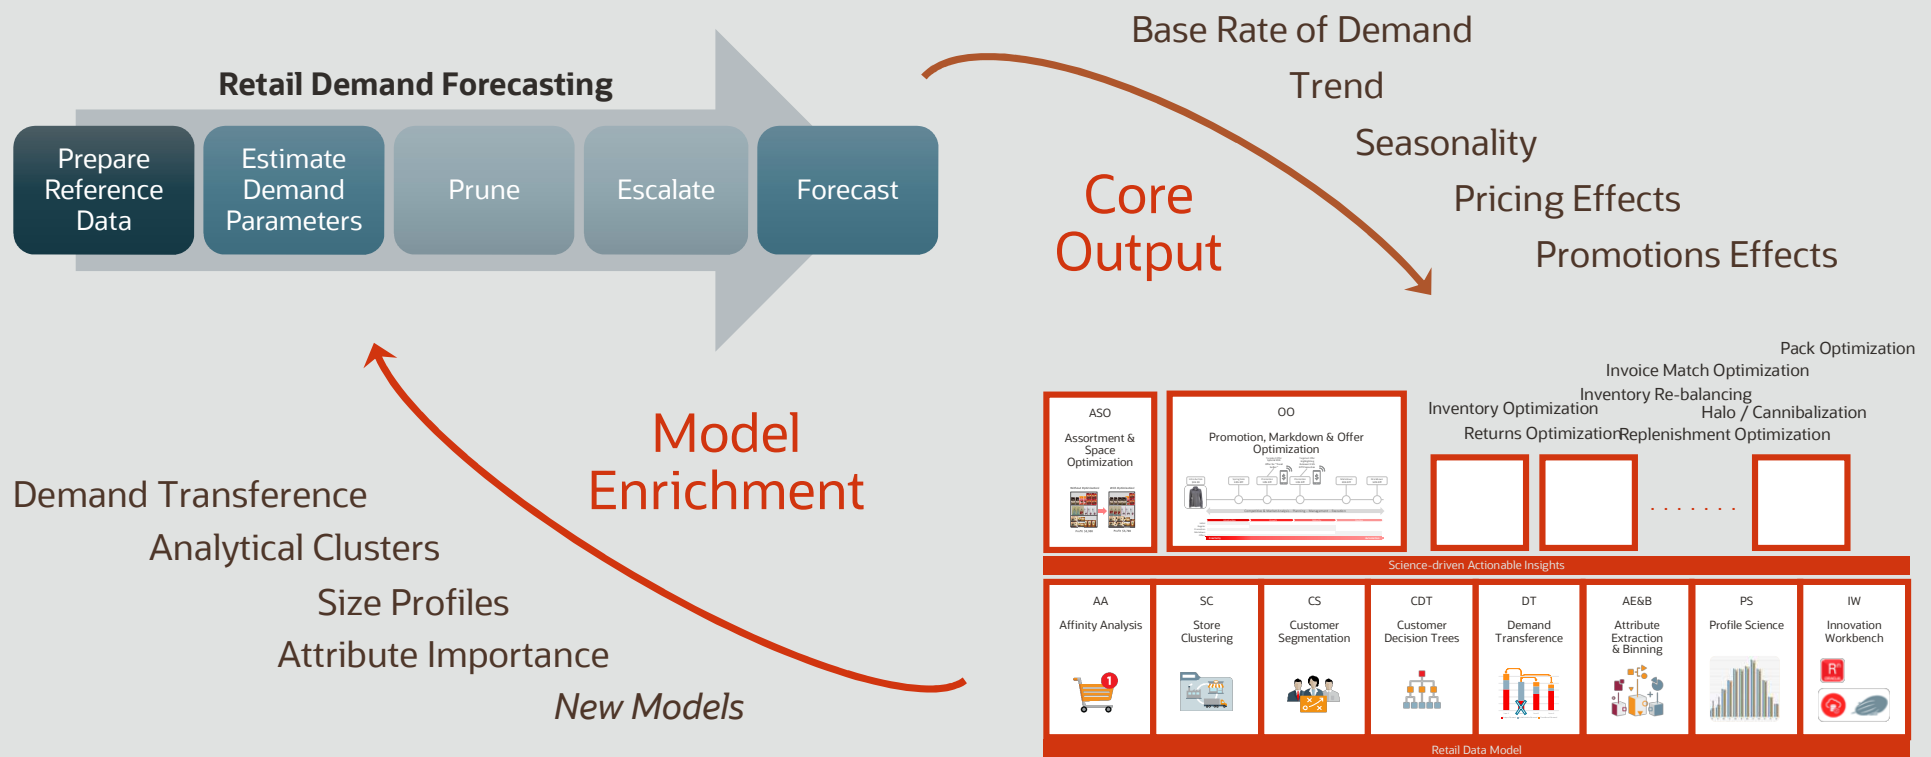 Retail Demand Forecasting
Prepare
Reference
Data
Estimate
Demand
Parameters
Prune
Escalate
Forecast
Base Rate of Demand
Trend
Seasonality
Pricing Effects
Promotions Effects
Core
Output
Model
Enrichment
Demand Transference
Analytical Clusters
Size Profiles
Attribute Importance
New Models
Pack Optimization
Invoice Match Optimization
Inventory Re-balancing
Inventory Optimization
Halo / Cannibalization
Returns Optimization
Replenishment Optimization
ASO
Assortment &
Space
Optimization
OO
Promotion, Markdown & Offer
Optimization
Science-driven Actionable Insights
AA
Affinity Analysis
1
SC
Store
Clustering
CS
Customer
Segmentation
CDT
Customer
Decision Trees
DT
Demand
Transference
AE&B
Attribute
Extraction
& Binning
PS
Profile Science
IW
Innovation
Workbench
R
Retail Data Model